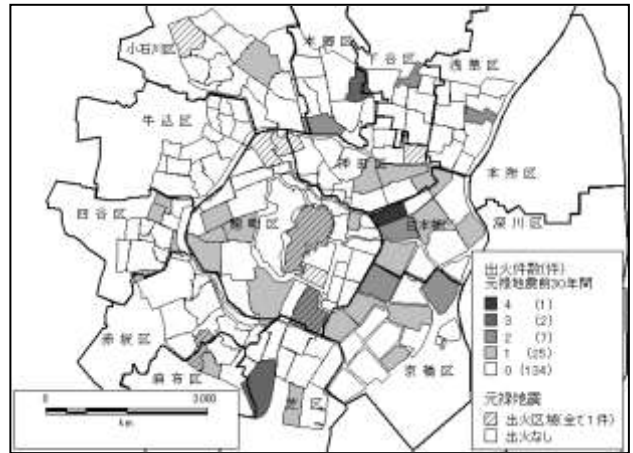 小石川区
本郷区
下谷区
浅草区
牛込区
神田区
本所区
四谷区
麹町区
日本橋区
深川区
赤坂区
麻布区
芝区
京橋区
出火件数(件)
元禄地震前30年間
4 (1)
3 (2)
2 (7)
1 (25)
0 (134)
元禄地震
出火区域(全て1件)
出火なし
0 3,000
km